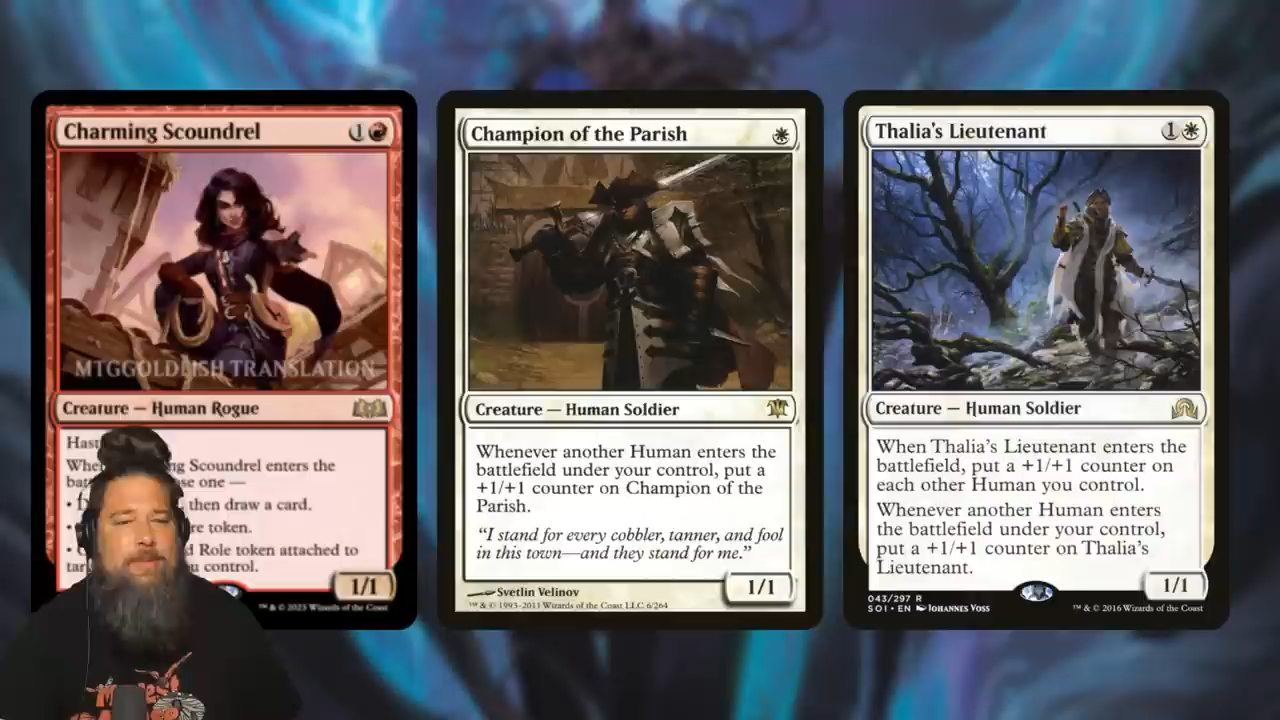 Charming Scoundrel 1
MTGGOLDFISH TRANSLATION
Creature — Human Rogue
ng Scoundrel enters the
then draw a card.
token.
Role token attached to
control.
1/1
™ & © 2023 Wizards of the Coast
Champion of the Parish
Creature — Human Soldier
Whenever another Human enters the
battlefield under your control, put a
+1/+1 counter on Champion of the
Parish.
“I stand for every cobbler, tanner, and fool
in this town—and they stand for me.”
Svetlin Velinov
1/1
™ & © 1993-2011 Wizards of the Coast LLC 6/264
Thalia's Lieutenant 1
Creature — Human Soldier
When Thalia's Lieutenant enters the
battlefield, put a +1/+1 counter on
each other Human you control.
Whenever another Human enters
the battlefield under your control,
put a +1/+1 counter on Thalia's
Lieutenant.
1/1
043/297 R
SOI • EN Johannes Voss
™ & © 2016 Wizards of the Coast